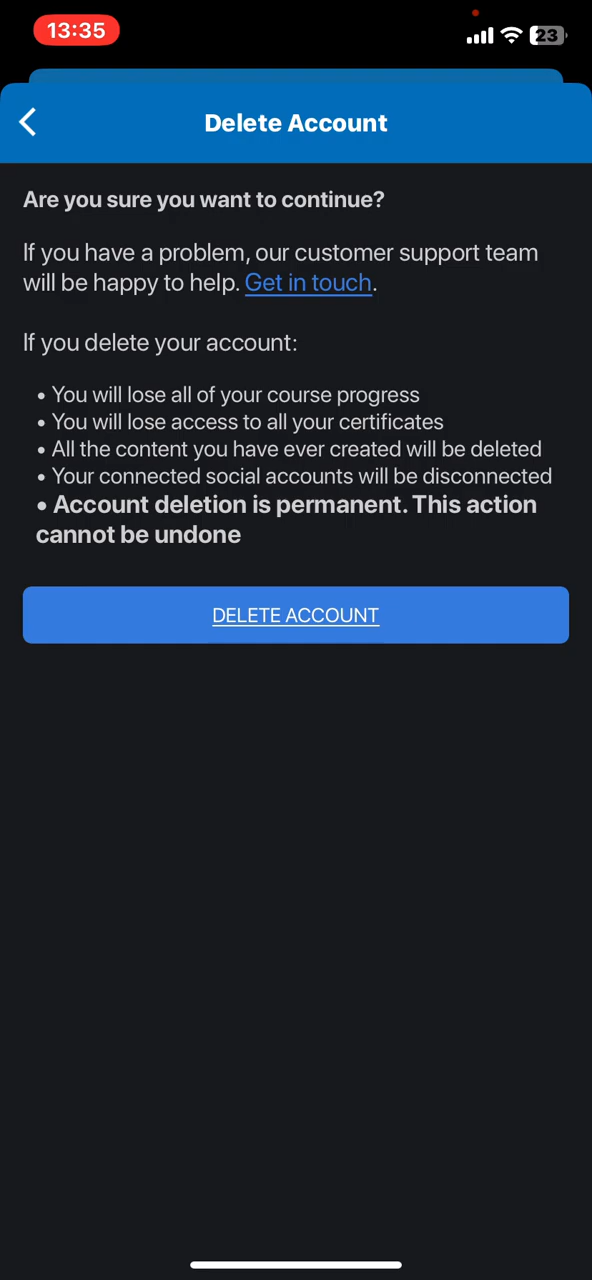 13:35
23
Delete Account
Are you sure you want to continue?
If you have a problem, our customer support team
will be happy to help. Get in touch.
If you delete your account:
• You will lose all of your course progress
• You will lose access to all your certificates
• All the content you have ever created will be deleted
• Your connected social accounts will be disconnected
• Account deletion is permanent. This action
cannot be undone
DELETE ACCOUNT